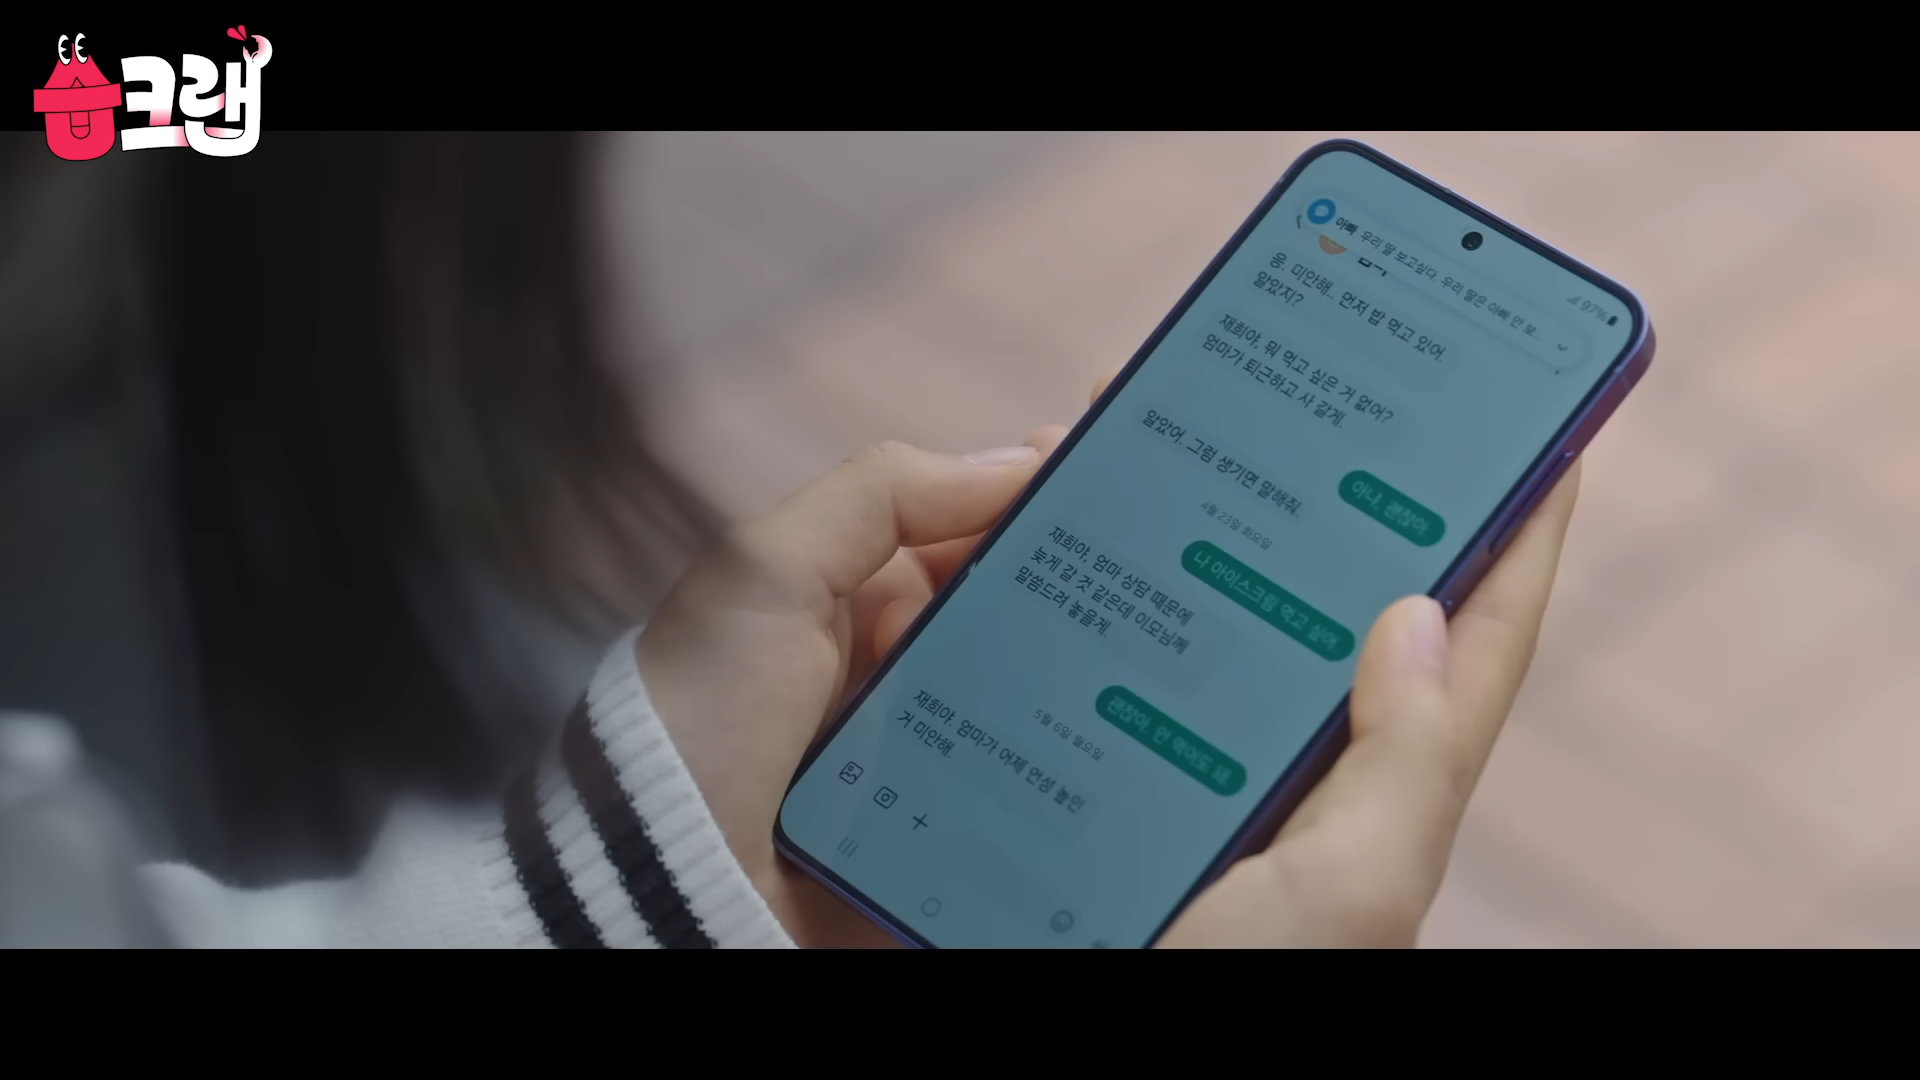 습크랩
97%
아빠 우리 딸 보고싶다. 우리 딸은 아빠 안 보...
응. 미안해.. 먼저 밥 먹고 있어.
알았지?
재희야, 뭐 먹고 싶은 거 없어?
엄마가 퇴근하고 사 갈게.
아니, 괜찮아
알았어. 그럼 생기면 말해줘.
4월 23일 화요일
나 아이스크림 먹고 싶어.
재희야, 엄마 상담 때문에
늦게 갈 것 같은데 이모님께
말씀드려 놓을게.
괜찮아. 안 먹어도 돼.
5월 6일 월요일
재희야. 엄마가 어제 언성 높인
거 미안해.